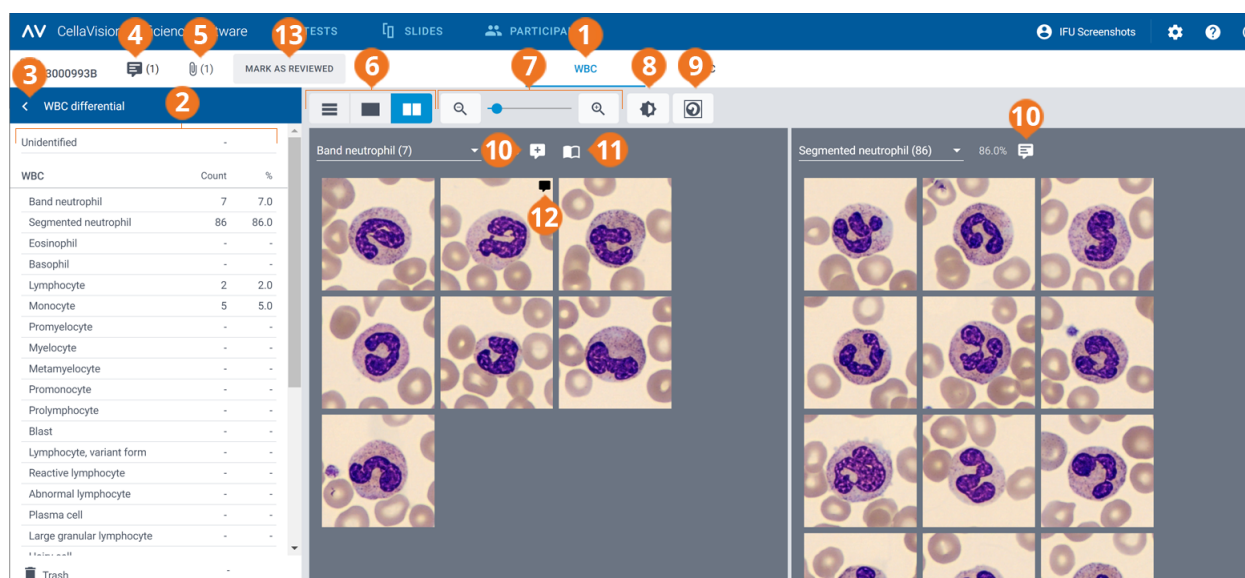 CellaVision
ware
TESTS
SLIDES
IFU Screenshots
3000993B
(1)
(1)
MARK AS REVIEWED
WBC
1
2
3
4
5
6
7
8
9
10
10
11
12
13
WBC differential
Unidentified -
WBC Count %
Band neutrophil 7 7.0
Segmented neutrophil 86 86.0
Eosinophil - -
Basophil - -
Lymphocyte 2 2.0
Monocyte 5 5.0
Promyelocyte - -
Myelocyte - -
Metamyelocyte - -
Promonocyte - -
Prolymphocyte - -
Blast - -
Lymphocyte, variant form - -
Reactive lymphocyte - -
Abnormal lymphocyte - -
Plasma cell - -
Large granular lymphocyte - -
Trash -
Band neutrophil (7)
Segmented neutrophil (86) 86.0%